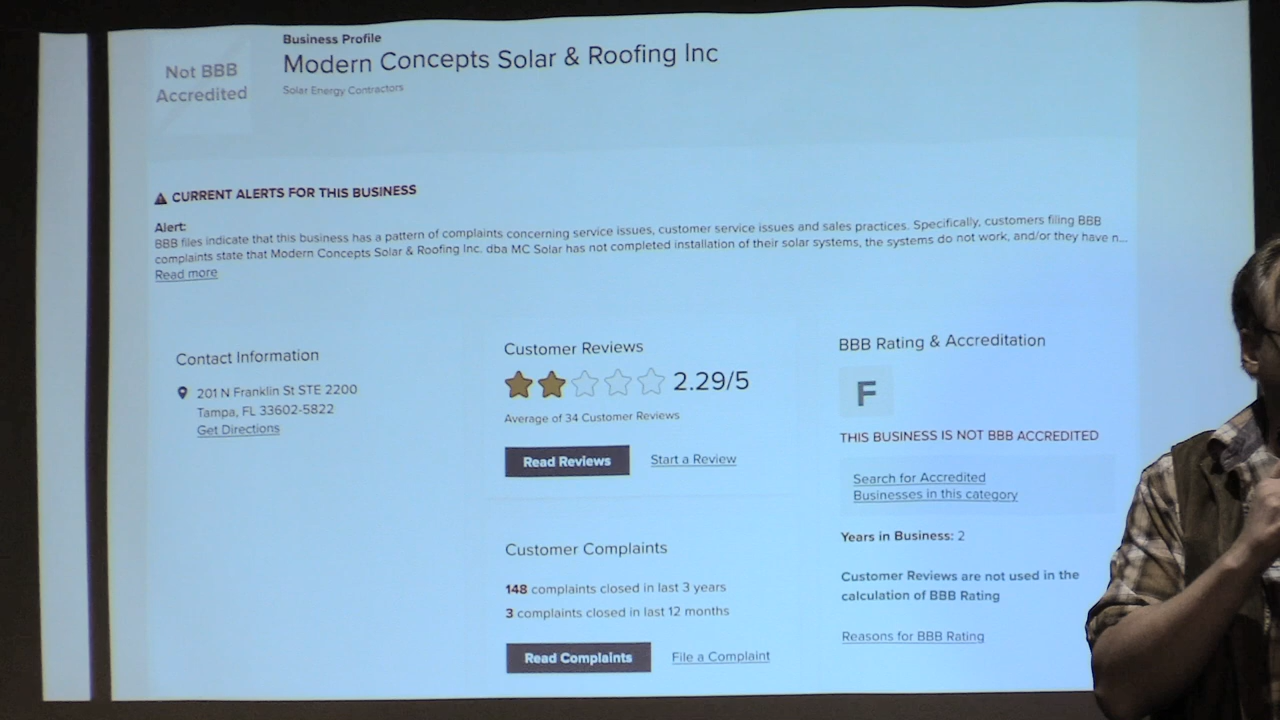 Not BBB
Accredited
Business Profile
Modern Concepts Solar & Roofing Inc
Solar Energy Contractors
CURRENT ALERTS FOR THIS BUSINESS
Alert:
BBB files indicate that this business has a pattern of complaints concerning service issues, customer service issues and sales practices. Specifically, customers filing BBB
complaints state that Modern Concepts Solar & Roofing Inc. dba MC Solar has not completed installation of their solar systems, the systems do not work, and/or they have n...
Read more
Contact Information
201 N Franklin St STE 2200
Tampa, FL 33602-5822
Get Directions
Customer Reviews
2.29/5
Average of 34 Customer Reviews
Read Reviews Start a Review
Customer Complaints
148 complaints closed in last 3 years
3 complaints closed in last 12 months
Read Complaints File a Complaint
BBB Rating & Accreditation
F
THIS BUSINESS IS NOT BBB ACCREDITED
Search for Accredited
Businesses in this category
Years in Business: 2
Customer Reviews are not used in the
calculation of BBB Rating
Reasons for BBB Rating